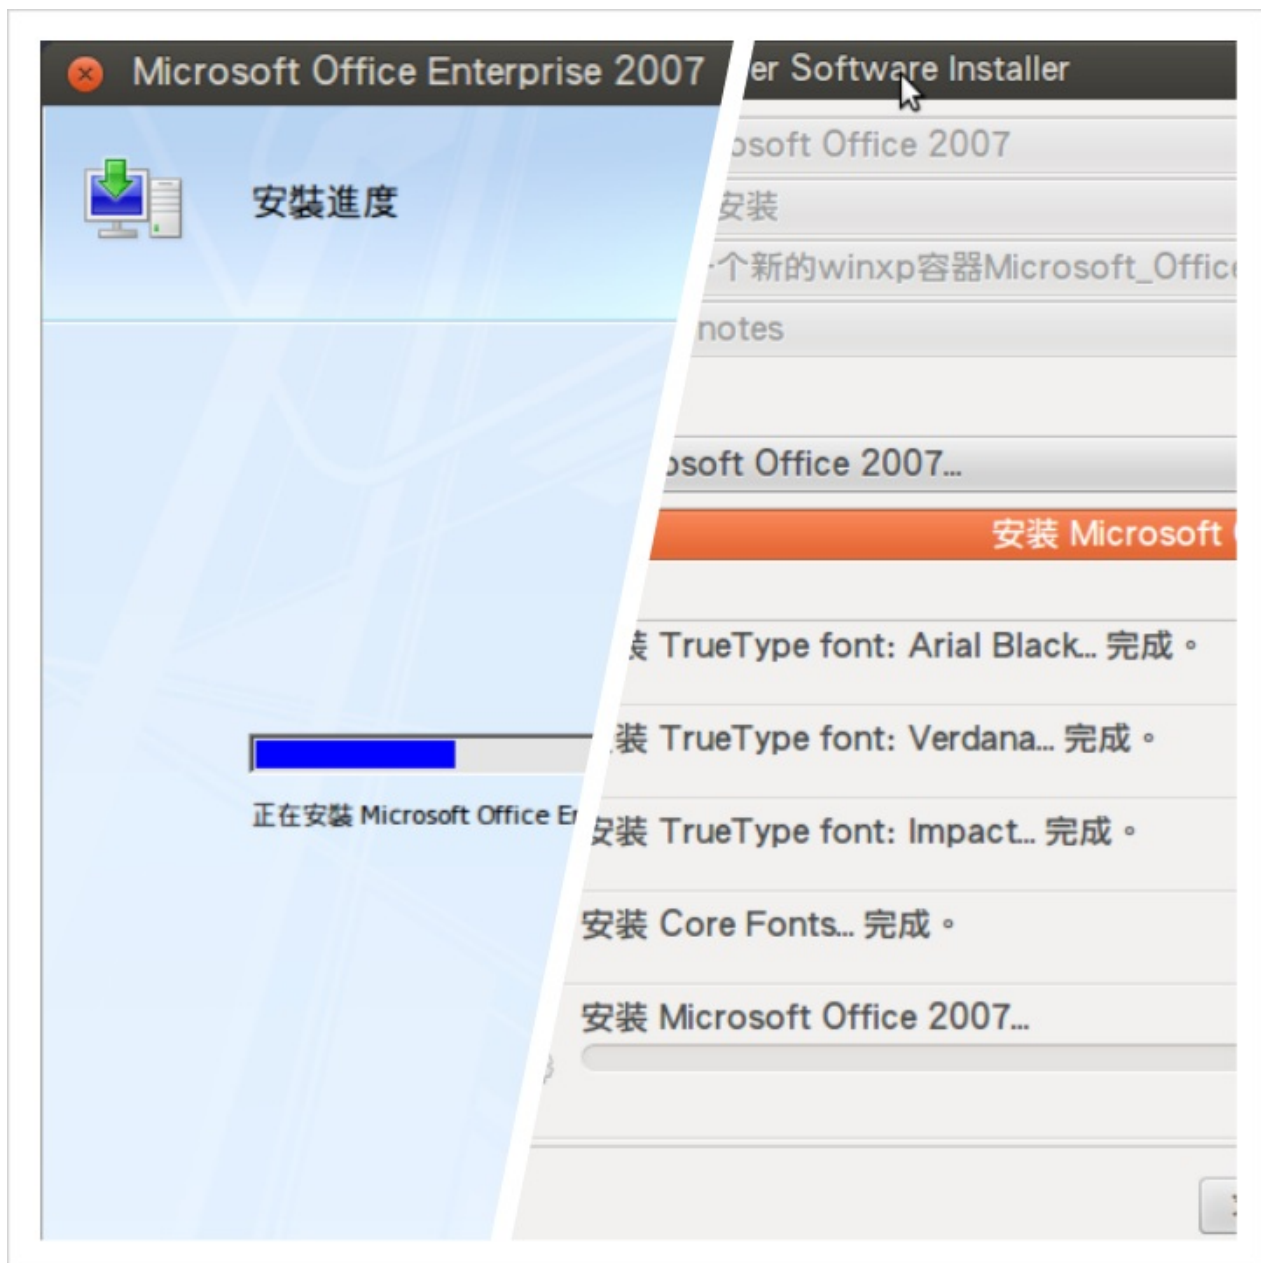 Microsoft Office Enterprise 2007
安裝進度
正在安裝 Microsoft Office
er Software Installer
osoft Office 2007
安装
个新的winxp容器Microsoft_Office
notes
osoft Office 2007...
安装 Microsoft
装 TrueType font: Arial Black... 完成。
装 TrueType font: Verdana... 完成。
安装 TrueType font: Impact... 完成。
安装 Core Fonts... 完成。
安装 Microsoft Office 2007...